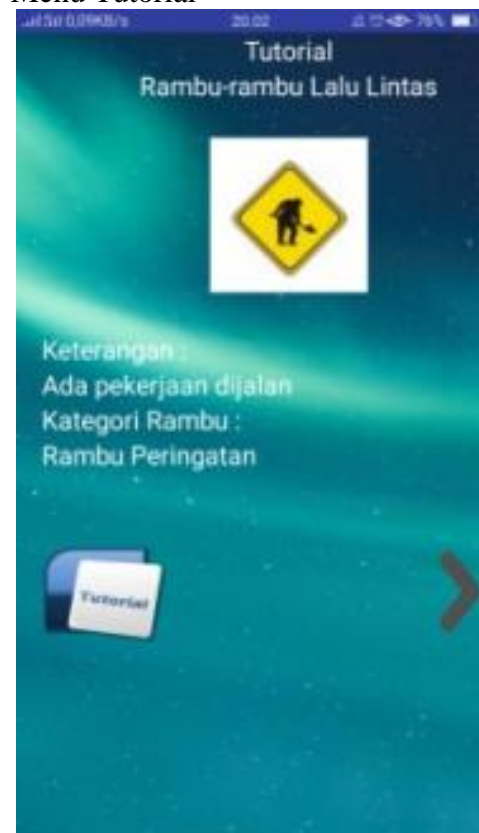 Menu Tutorial
20.02
Tutorial
Rambu-rambu Lalu Lintas
Keterangan :
Ada pekerjaan dijalan
Kategori Rambu :
Rambu Peringatan
Tutorial